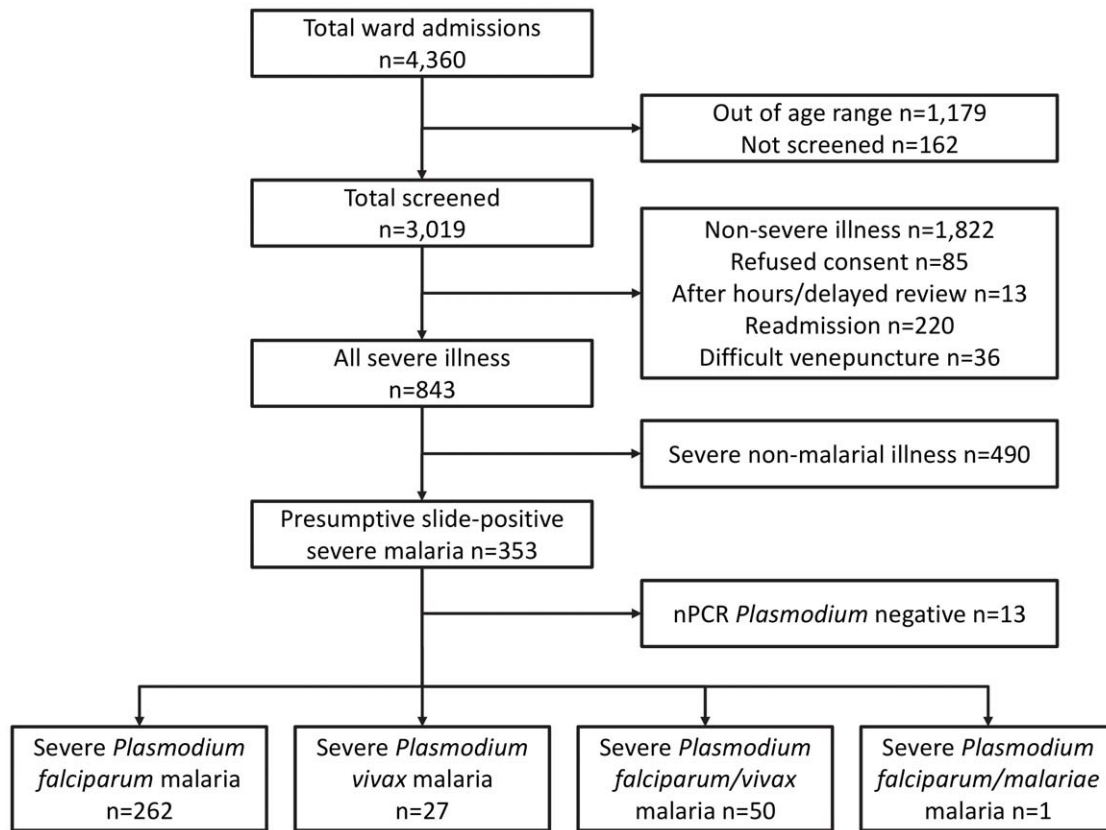 Total ward admissions
n=4,360
Out of age range n=1,179
Not screened n=162
Total screened
n=3,019
Non-severe illness n=1,822
Refused consent n=85
After hours/delayed review n=13
Readmission n=220
Difficult venepuncture n=36
All severe illness
n=843
Severe non-malarial illness n=490
Presumptive slide-positive
severe malaria n=353
nPCR Plasmodium negative n=13
Severe Plasmodium
falciparum malaria
n=262
Severe Plasmodium
vivax malaria
n=27
Severe Plasmodium
falciparum/vivax
malaria n=50
Severe Plasmodium
falciparum/malariae
malaria n=1